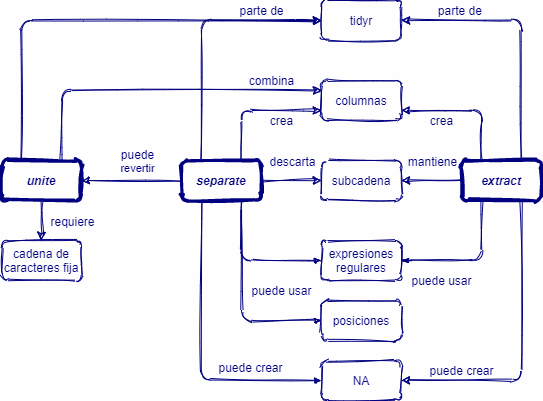 parte de
tidyr
parte de
combina
columnas
crea
crea
puede
revertir
descarta
mantiene
unite
separate
subcadena
extract
requiere
cadena de
caracteres fija
expresiones
regulares
puede usar
puede usar
posiciones
puede crear
NA
puede crear